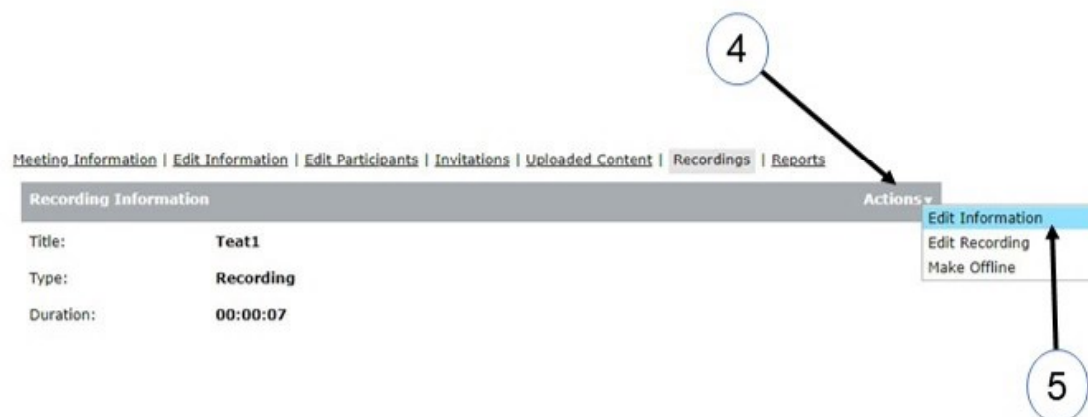 4
Meeting Information | Edit Information | Edit Participants | Invitations | Uploaded Content | Recordings | Reports
Recording Information Actions
Edit Information
Title: Teat1
Edit Recording
Make Offline
Type: Recording
Duration: 00:00:07
5